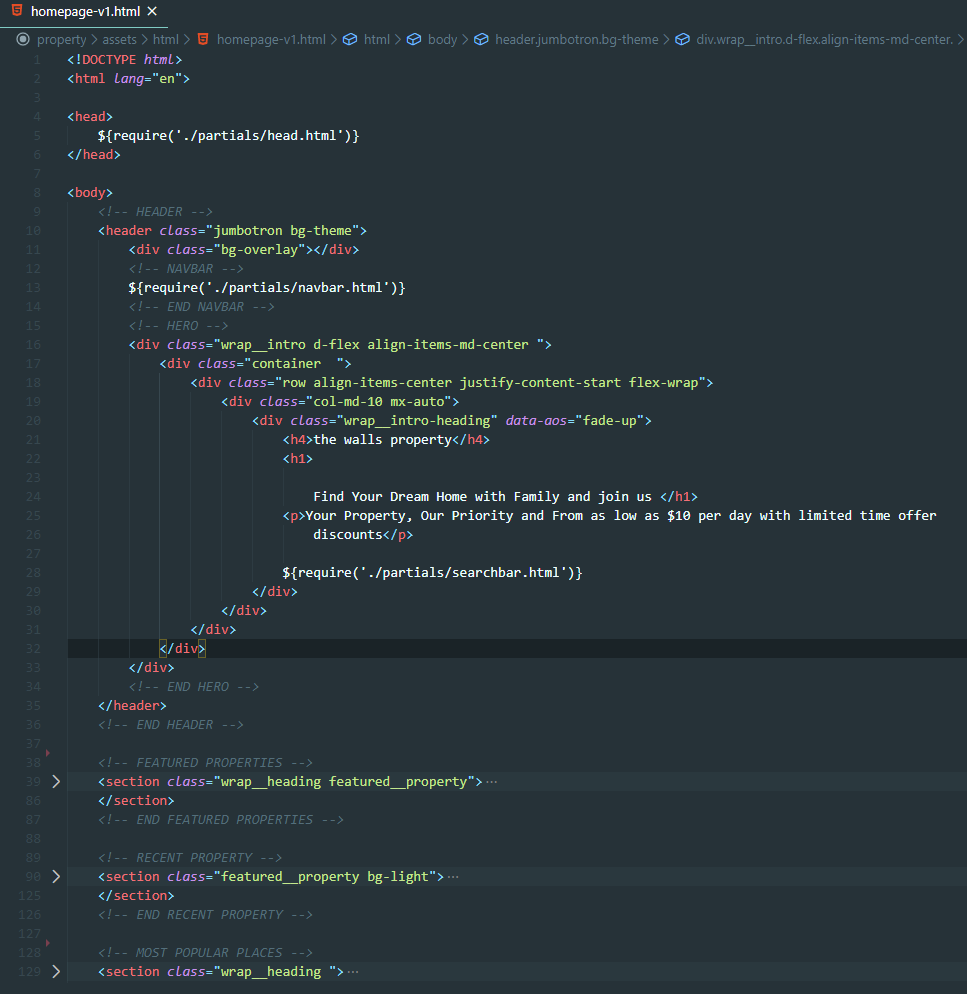 homepage-v1.html ×
property > assets > html > homepage-v1.html > html > body > header.jumbotron.bg-theme > div.wrap__intro.d-flex.align-items-md-center. >
1 <!DOCTYPE html>
2 <html lang="en">
3
4 <head>
5 ${require('./partials/head.html')}
6 </head>
7
8 <body>
9 <!-- HEADER -->
10 <header class="jumbotron bg-theme">
11 <div class="bg-overlay"></div>
12 <!-- NAVBAR -->
13 ${require('./partials/navbar.html')}
14 <!-- END NAVBAR -->
15 <!-- HERO -->
16 <div class="wrap__intro d-flex align-items-md-center ">
17 <div class="container  ">
18 <div class="row align-items-center justify-content-start flex-wrap">
19 <div class="col-md-10 mx-auto">
20 <div class="wrap__intro-heading" data-aos="fade-up">
21 <h4>the walls property</h4>
22 <h1>
23
24 Find Your Dream Home with Family and join us </h1>
25 <p>Your Property, Our Priority and From as low as $10 per day with limited time offer
26 discounts</p>
27
28 ${require('./partials/searchbar.html')}
29 </div>
30 </div>
31 </div>
32 </div>
33 </div>
34 <!-- END HERO -->
35 </header>
36 <!-- END HEADER -->
37
38 <!-- FEATURED PROPERTIES -->
39 <section class="wrap__heading featured__property">···
86 </section>
87 <!-- END FEATURED PROPERTIES -->
88
89 <!-- RECENT PROPERTY -->
90 <section class="featured__property bg-light">···
125 </section>
126 <!-- END RECENT PROPERTY -->
127
128 <!-- MOST POPULAR PLACES -->
129 <section class="wrap__heading ">···